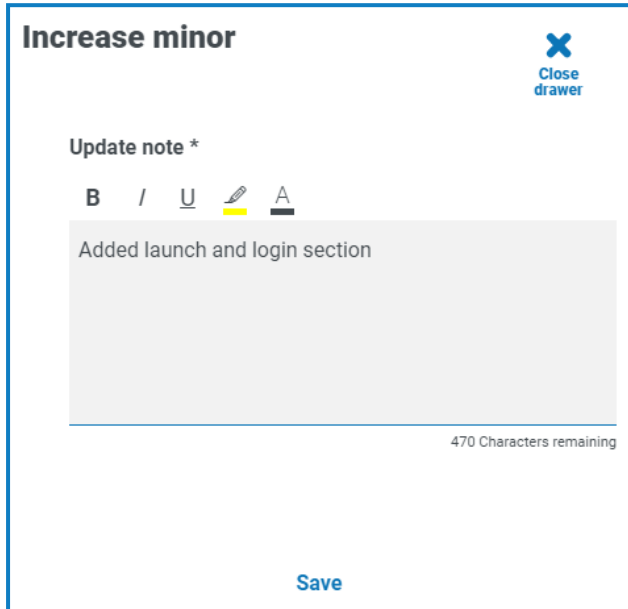 Increase minor
Close
drawer
Update note *
B I U A
Added launch and login section
470 Characters remaining
Save